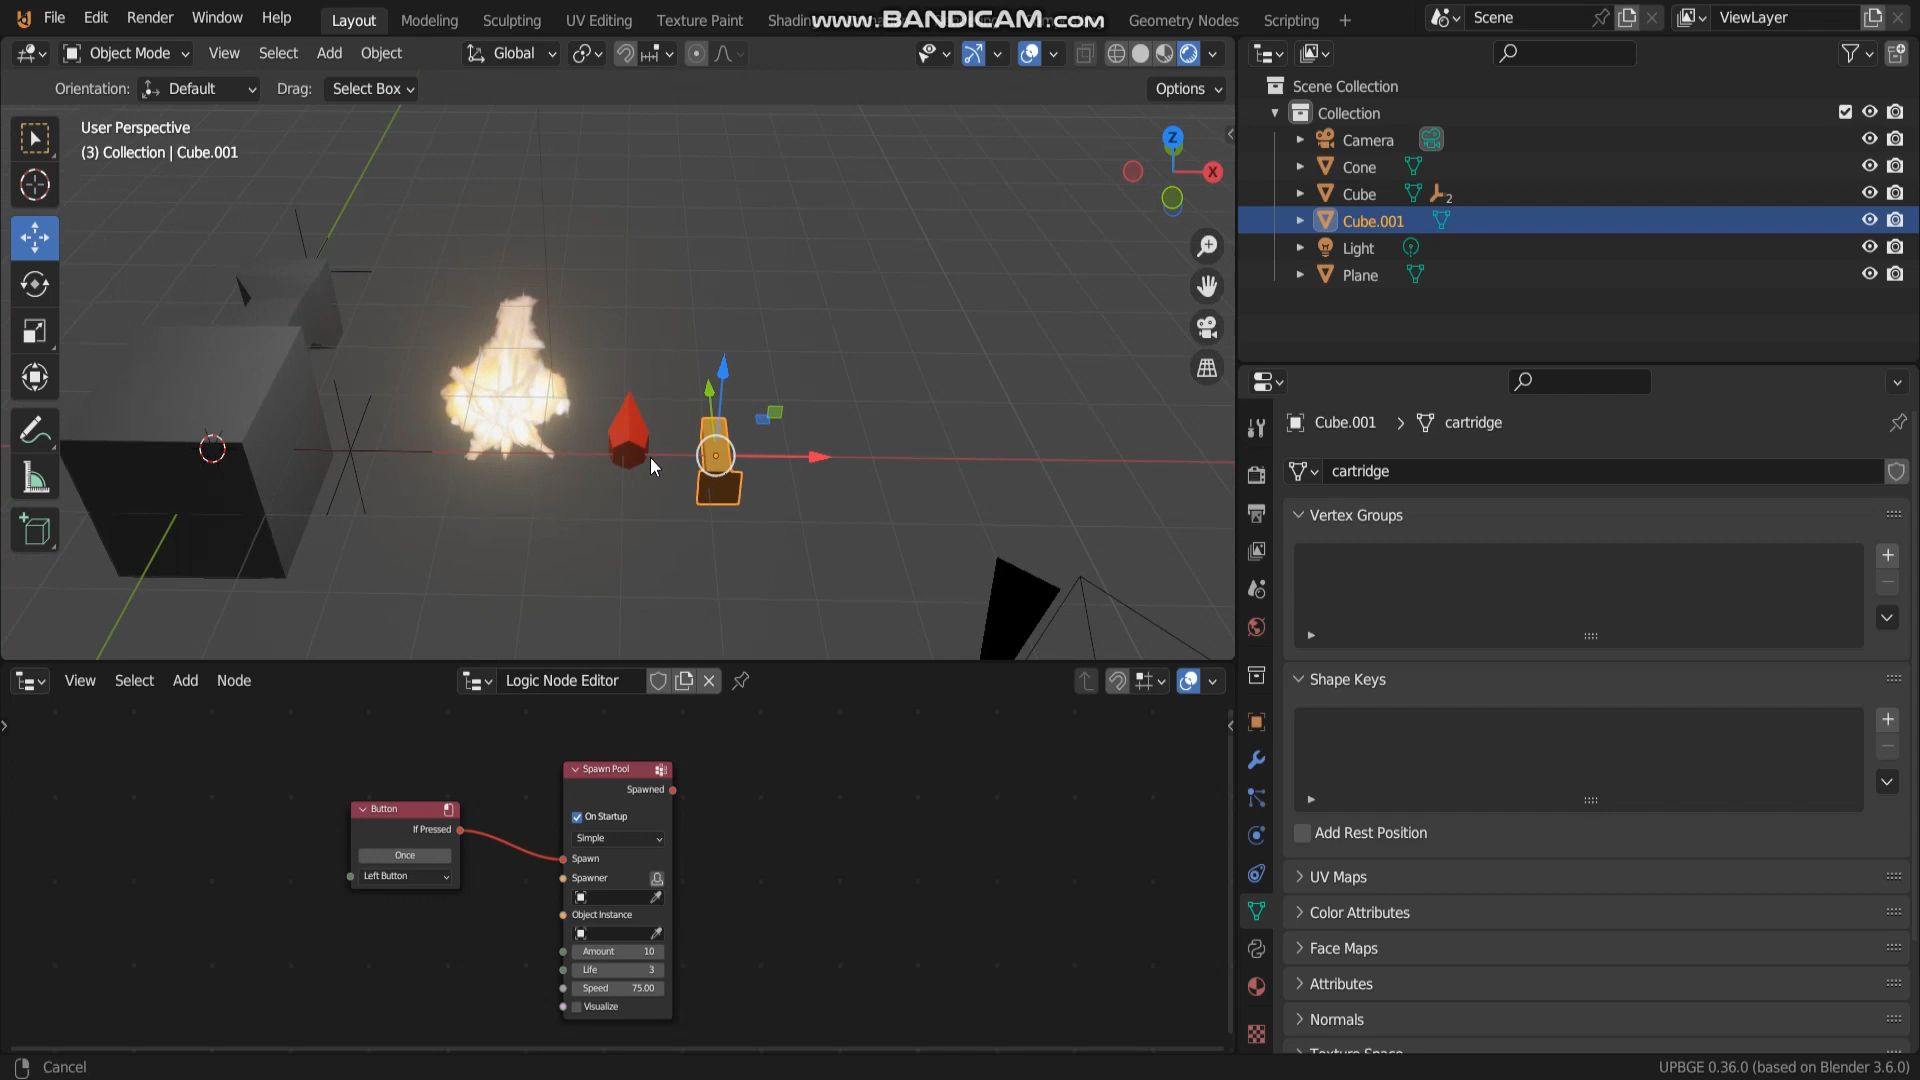 File Edit Render Window Help Layout Modeling Sculpting UV Editing Texture Paint Shadin www.BANDICAM.com Geometry Nodes Scripting + Scene ViewLayer
Object Mode View Select Add Object Global
Orientation: Default Drag: Select Box Options
User Perspective
(3) Collection | Cube.001
Z
X
Scene Collection
Collection
Camera
Cone
Cube 2
Cube.001
Light
Plane
Cube.001 > cartridge
cartridge
Vertex Groups
Shape Keys
Add Rest Position
UV Maps
Color Attributes
Face Maps
Attributes
Normals
View Select Add Node Logic Node Editor
Button
If Pressed
Once
Left Button
Spawn Pool
Spawned
On Startup
Simple
Spawn
Spawner
Object Instance
Amount 10
Life 3
Speed 75.00
Visualize
Cancel
UPBGE 0.36.0 (based on Blender 3.6.0)